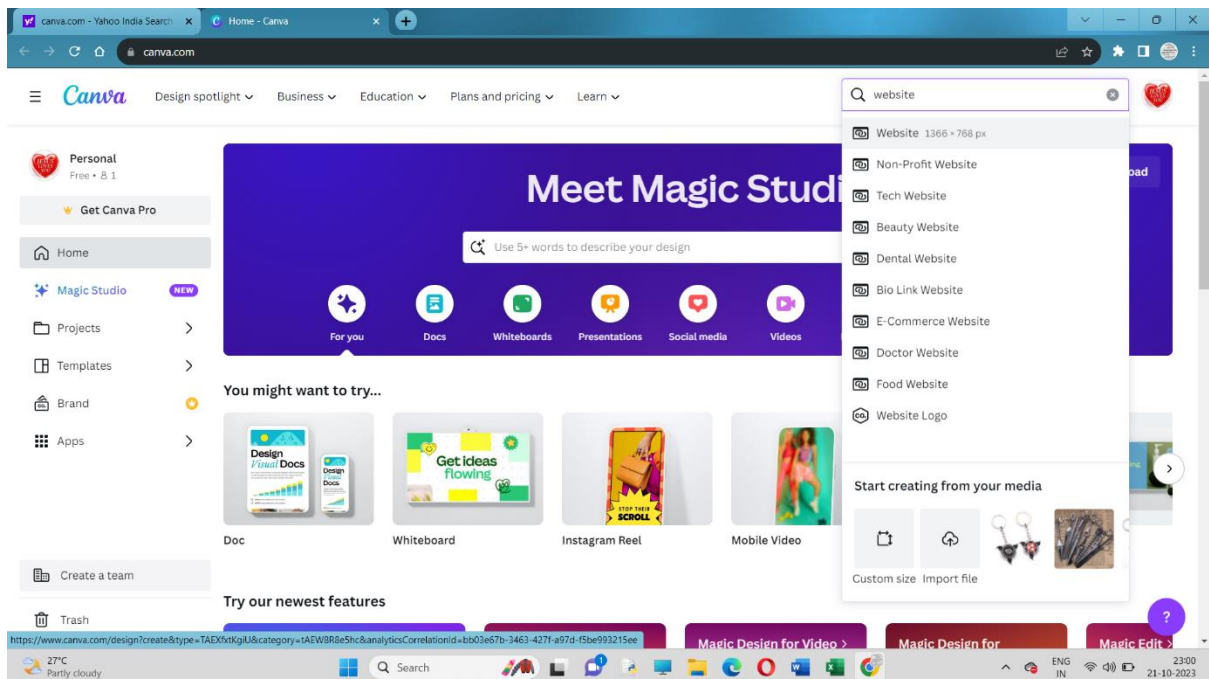 canva.com - Yahoo India Search
Home - Canva
canva.com
Canva
Design spotlight
Business
Education
Plans and pricing
Learn
website
Personal
Free • 1
Get Canva Pro
Home
Magic Studio NEW
Projects
Templates
Brand
Apps
Create a team
Trash
Meet Magic Stud
oad
Use 5+ words to describe your design
For you
Docs
Whiteboards
Presentations
Social media
Videos
Website 1366 × 768 px
Non-Profit Website
Tech Website
Beauty Website
Dental Website
Bio Link Website
E-Commerce Website
Doctor Website
Food Website
CO. Website Logo
Start creating from your media
Custom size
Import file
You might want to try...
Design
Visual Docs
Design
Visual
Docs
Get ideas
flowing
STOP THEIR
SCROLL
Doc
Whiteboard
Instagram Reel
Mobile Video
Try our newest features
Magic Design for Video >
Magic Design for
Magic Edit >
?
https://www.canva.com/design?create&type=TAEXfxtKgiU&category=tAEW8R8e5hc&analyticsCorrelationId=bb03e67b-3463-427f-a97d-f5be993215ee
27°C
Partly cloudy
Search
ENG
IN
23:00
21-10-2023